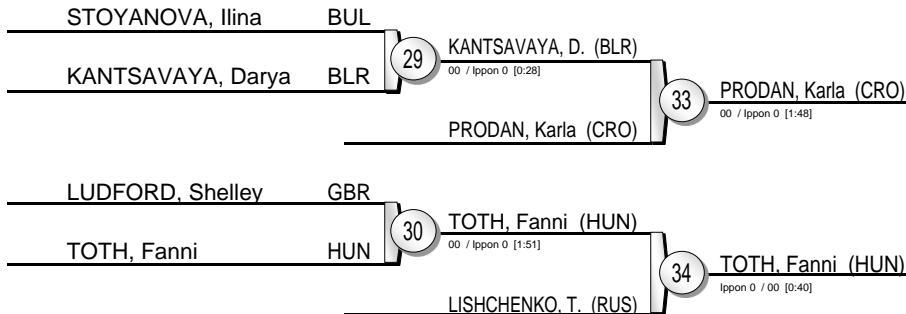 STOYANOVA, Ilina BUL
KANTSAVAYA, Darya BLR
29
KANTSAVAYA, D. (BLR)
00 / Ippon 0 [0:28]
PRODAN, Karla (CRO)
33
PRODAN, Karla (CRO)
00 / Ippon 0 [1:48]
LUDFORD, Shelley GBR
TOTH, Fanni HUN
30
TOTH, Fanni (HUN)
00 / Ippon 0 [1:51]
LISHCHENKO, T. (RUS)
34
TOTH, Fanni (HUN)
Ippon 0 / 00 [0:40]